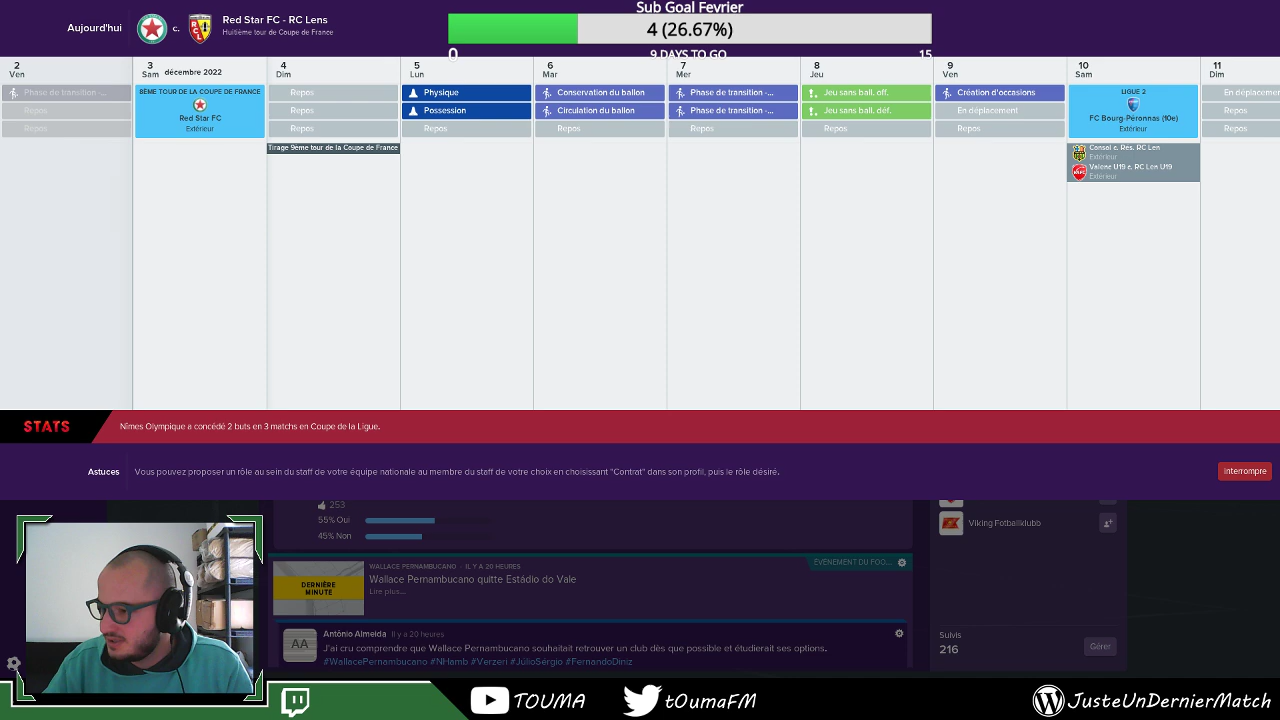 Sub Goal Fevrier
4 (26.67%)
0
9 DAYS TO GO
15
Aujourd'hui
c.
Red Star FC - RC Lens
Huitième tour de Coupe de France
2
Ven
3
Sam
décembre 2022
4
Dim
5
Lun
6
Mar
7
Mer
8
Jeu
9
Ven
10
Sam
11
Dim
Phase de transition -...
Repos
8ÈME TOUR DE LA COUPE DE FRANCE
Red Star FC
Extérieur
Repos
Repos
Repos
Tirage 9ème tour de la Coupe de France
Physique
Possession
Repos
Conservation du ballon
Circulation du ballon
Repos
Phase de transition -...
Phase de transition -...
Repos
Jeu sans ball. off.
Jeu sans ball. déf.
Repos
Création d'occasions
En déplacement
Repos
LIGUE 2
FC Bourg-Péronnas (10e)
Extérieur
Consol c. Rés. RC Len
Extérieur
Valenc U19 c. RC Len U19
Extérieur
En déplacemen
Repos
Repos
STATS
Nîmes Olympique a concédé 2 buts en 3 matchs en Coupe de la Ligue.
Astuces
Vous pouvez proposer un rôle au sein du staff de votre équipe nationale au membre du staff de votre choix en choisissant "Contrat" dans son profil, puis le rôle désiré.
Interrompre
253
55% Oui
45% Non
Viking Fotballklubb
ÉVÉNEMENT DU FOO...
DERNIÈRE
MINUTE
WALLACE PERNAMBUCANO - IL Y A 20 HEURES
Wallace Pernambucano quitte Estádio do Vale
Lire plus...
AA
António Almeida Il y a 20 heures
J'ai cru comprendre que Wallace Pernambucano souhaitait retrouver un club dès que possible et étudierait ses options.
#WallacePernambucano #NHamb #Verzeri #JúlioSérgio #FernandoDiniz
Suivis
216
Gérer
TOUMA
tOumaFM
JusteUnDernierMatch